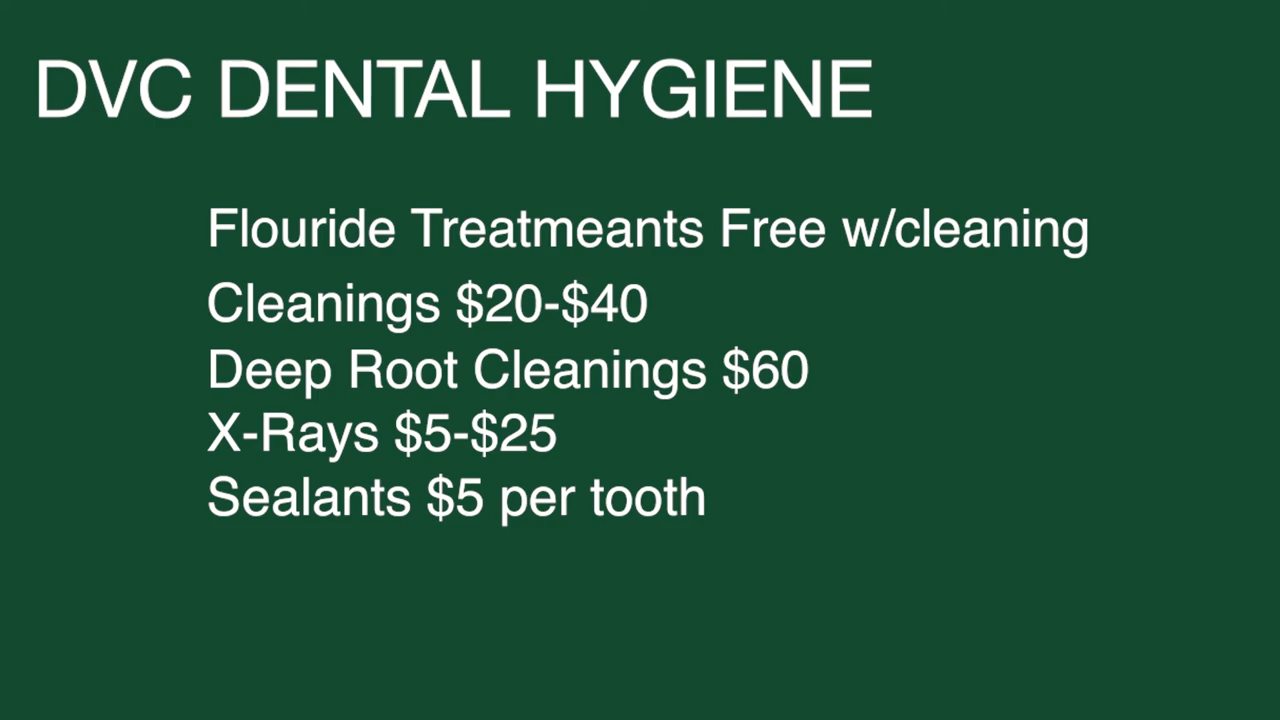 DVC DENTAL HYGIENE
Flouride Treatmeants Free w/cleaning
Cleanings $20-$40
Deep Root Cleanings $60
X-Rays $5-$25
Sealants $5 per tooth